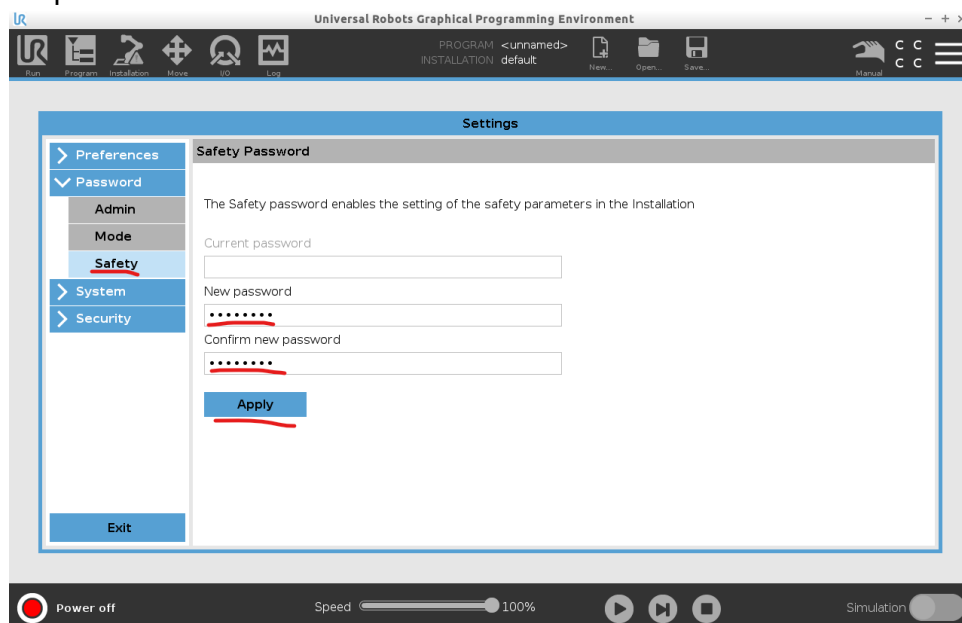 UR
Universal Robots Graphical Programming Environment
UR
Run
Program
Installation
Move
I/O
Log
PROGRAM <unnamed>
INSTALLATION default
New...
Open...
Save...
Manual
C C
C C
Settings
Preferences
Password
Admin
Mode
Safety
System
Security
Exit
Safety Password
The Safety password enables the setting of the safety parameters in the Installation
Current password
New password
••••••••
Confirm new password
••••••••
Apply
Power off
Speed
100%
Simulation